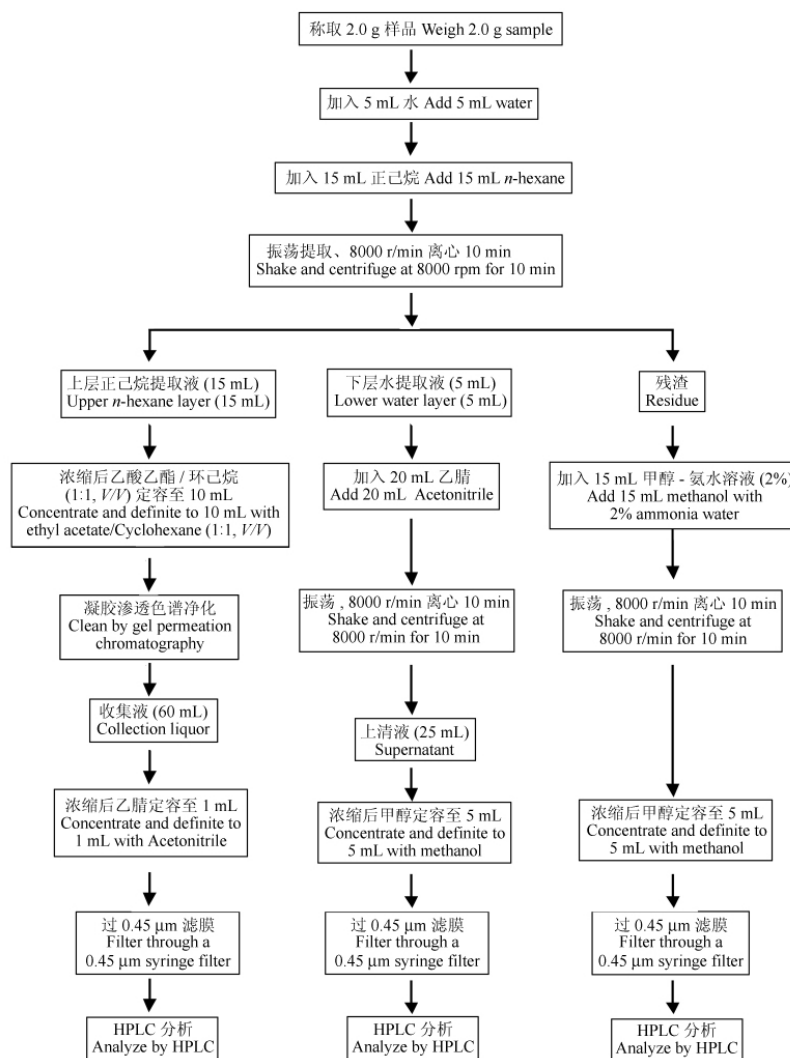 称取 2.0 g 样品 Weigh 2.0 g sample
加入 5 mL 水 Add 5 mL water
加入 15 mL 正己烷 Add 15 mL n-hexane
振荡提取、8000 r/min 离心 10 min
Shake and centrifuge at 8000 rpm for 10 min
上层正己烷提取液 (15 mL)
Upper n-hexane layer (15 mL)
浓缩后乙酸乙酯 / 环己烷
(1:1, V/V) 定容至 10 mL
Concentrate and definite to 10 mL with
ethyl acetate/Cyclohexane (1:1, V/V)
凝胶渗透色谱净化
Clean by gel permeation
chromatography
收集液 (60 mL)
Collection liquor
浓缩后乙腈定容至 1 mL
Concentrate and definite to
1 mL with Acetonitrile
过 0.45 μm 滤膜
Filter through a
0.45 μm syringe filter
HPLC 分析
Analyze by HPLC
下层水提取液 (5 mL)
Lower water layer (5 mL)
加入 20 mL 乙腈
Add 20 mL Acetonitrile
振荡 , 8000 r/min 离心 10 min
Shake and centrifuge at
8000 r/min for 10 min
上清液 (25 mL)
Supernatant
浓缩后甲醇定容至 5 mL
Concentrate and definite to
5 mL with methanol
过 0.45 μm 滤膜
Filter through a
0.45 μm syringe filter
HPLC 分析
Analyze by HPLC
残渣
Residue
加入 15 mL 甲醇 - 氨水溶液 (2%)
Add 15 mL methanol with
2% ammonia water
振荡 , 8000 r/min 离心 10 min
Shake and centrifuge at
8000 r/min for 10 min
浓缩后甲醇定容至 5 mL
Concentrate and definite to
5 mL with methanol
过 0.45 μm 滤膜
Filter through a
0.45 μm syringe filter
HPLC 分析
Analyze by HPLC